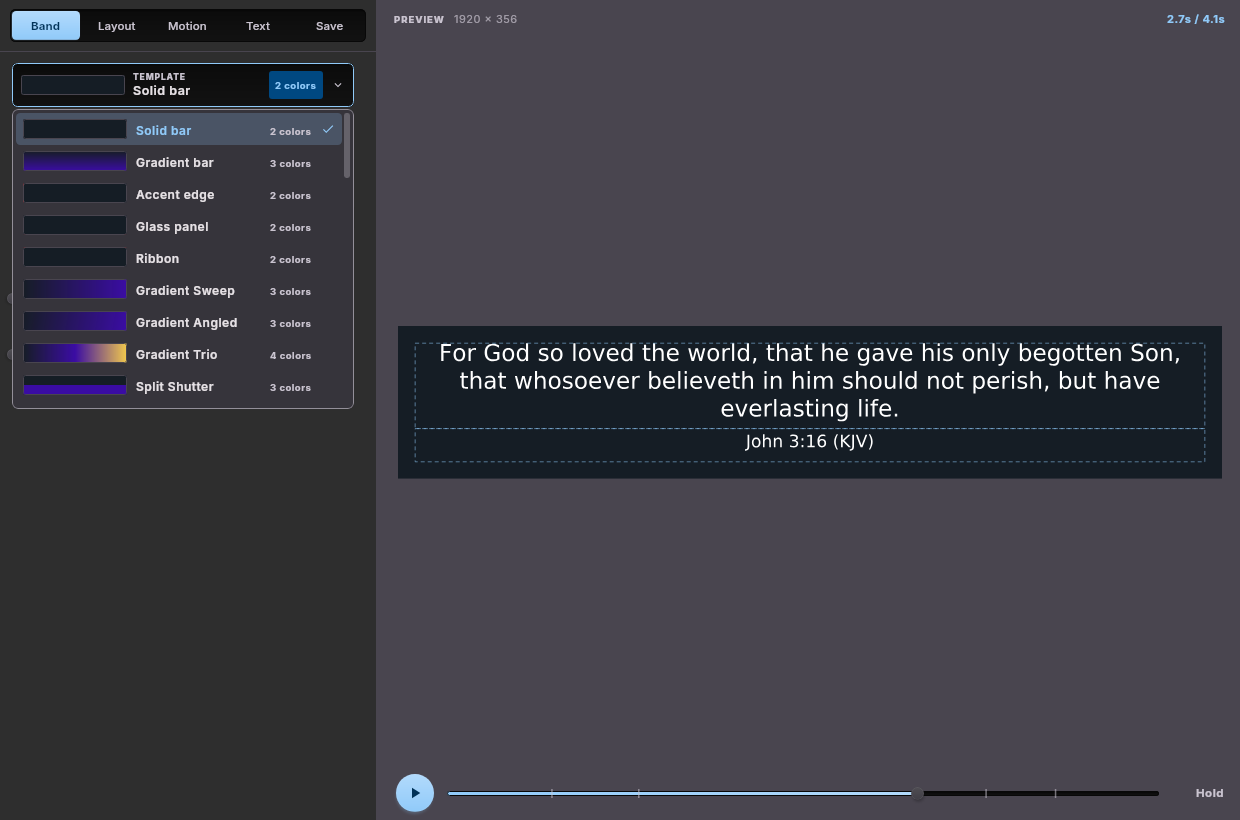 Band
Layout
Motion
Text
Save
TEMPLATE
Solid bar
2 colors
Solid bar
2 colors
Gradient bar
3 colors
Accent edge
2 colors
Glass panel
2 colors
Ribbon
2 colors
Gradient Sweep
3 colors
Gradient Angled
3 colors
Gradient Trio
4 colors
Split Shutter
3 colors
PREVIEW 1920 × 356
2.7s / 4.1s
For God so loved the world, that he gave his only begotten Son,
that whosoever believeth in him should not perish, but have
everlasting life.
John 3:16 (KJV)
Hold